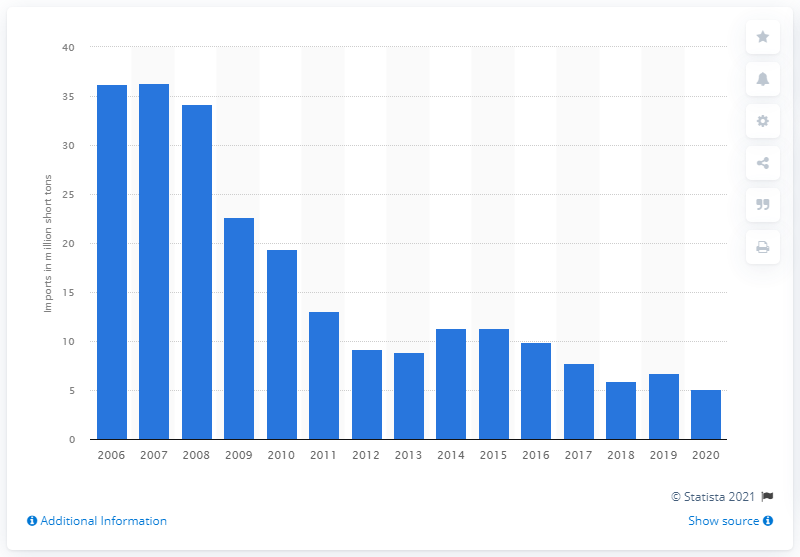 40
35
30
25
20
15
10
5
0
Imports in million short tons
2006 2007 2008 2009 2010 2011 2012 2013 2014 2015 2016 2017 2018 2019 2020
© Statista 2021
Additional Information
Show source